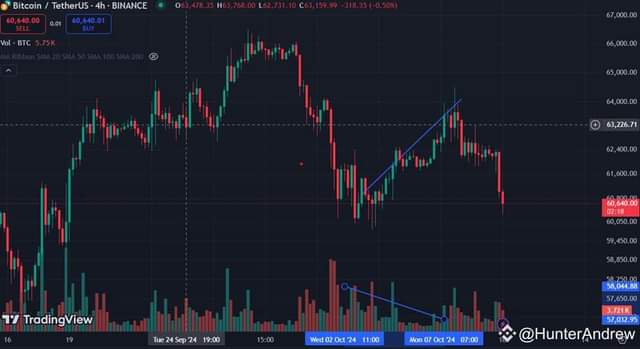 Bitcoin / TetherUS · 4h · BINANCE O63,478.35 H63,768.00 L62,731.10 C63,159.99 -318.35 (-0.50%)
60,640.00 SELL 0.01 60,640.01 BUY
Vol · BTC 5.75 K
MA Ribbon SMA 20 SMA 50 SMA 100 SMA 200
67,000.00
66,000.00
65,000.00
64,000.00
63,226.71
62,400.00
61,600.00
60,800.00
60,640.00
02:18
60,050.00
59,450.00
58,850.00
58,250.00
58,044.88
57,650.00
3.721K
57,032.95
TradingView
16 19 Tue 24 Sep '24 19:00 15:00 Wed 02 Oct '24 11:00 Mon 07 Oct '24 07:00
@HunterAndrew